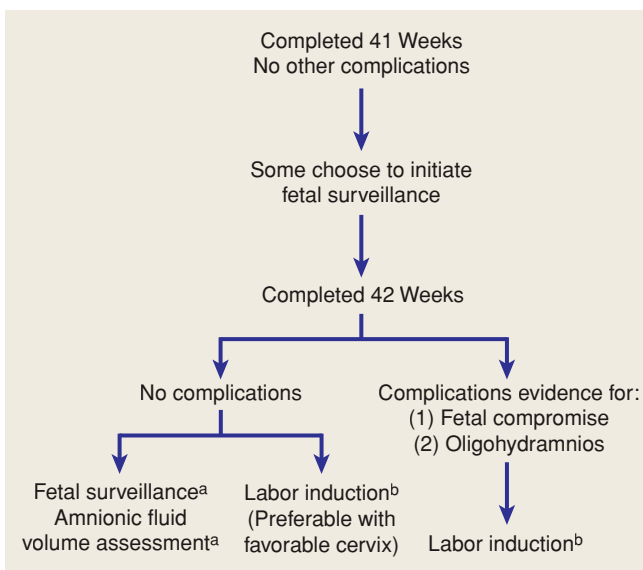 Completed 41 Weeks
No other complications
Some choose to initiate
fetal surveillance
Completed 42 Weeks
No complications
Complications evidence for:
(1) Fetal compromise
(2) Oligohydramnios
Fetal surveillanceᵃ
Amnionic fluid
volume assessmentᵃ
Labor inductionᵇ
(Preferable with
favorable cervix)
Labor inductionᵇ